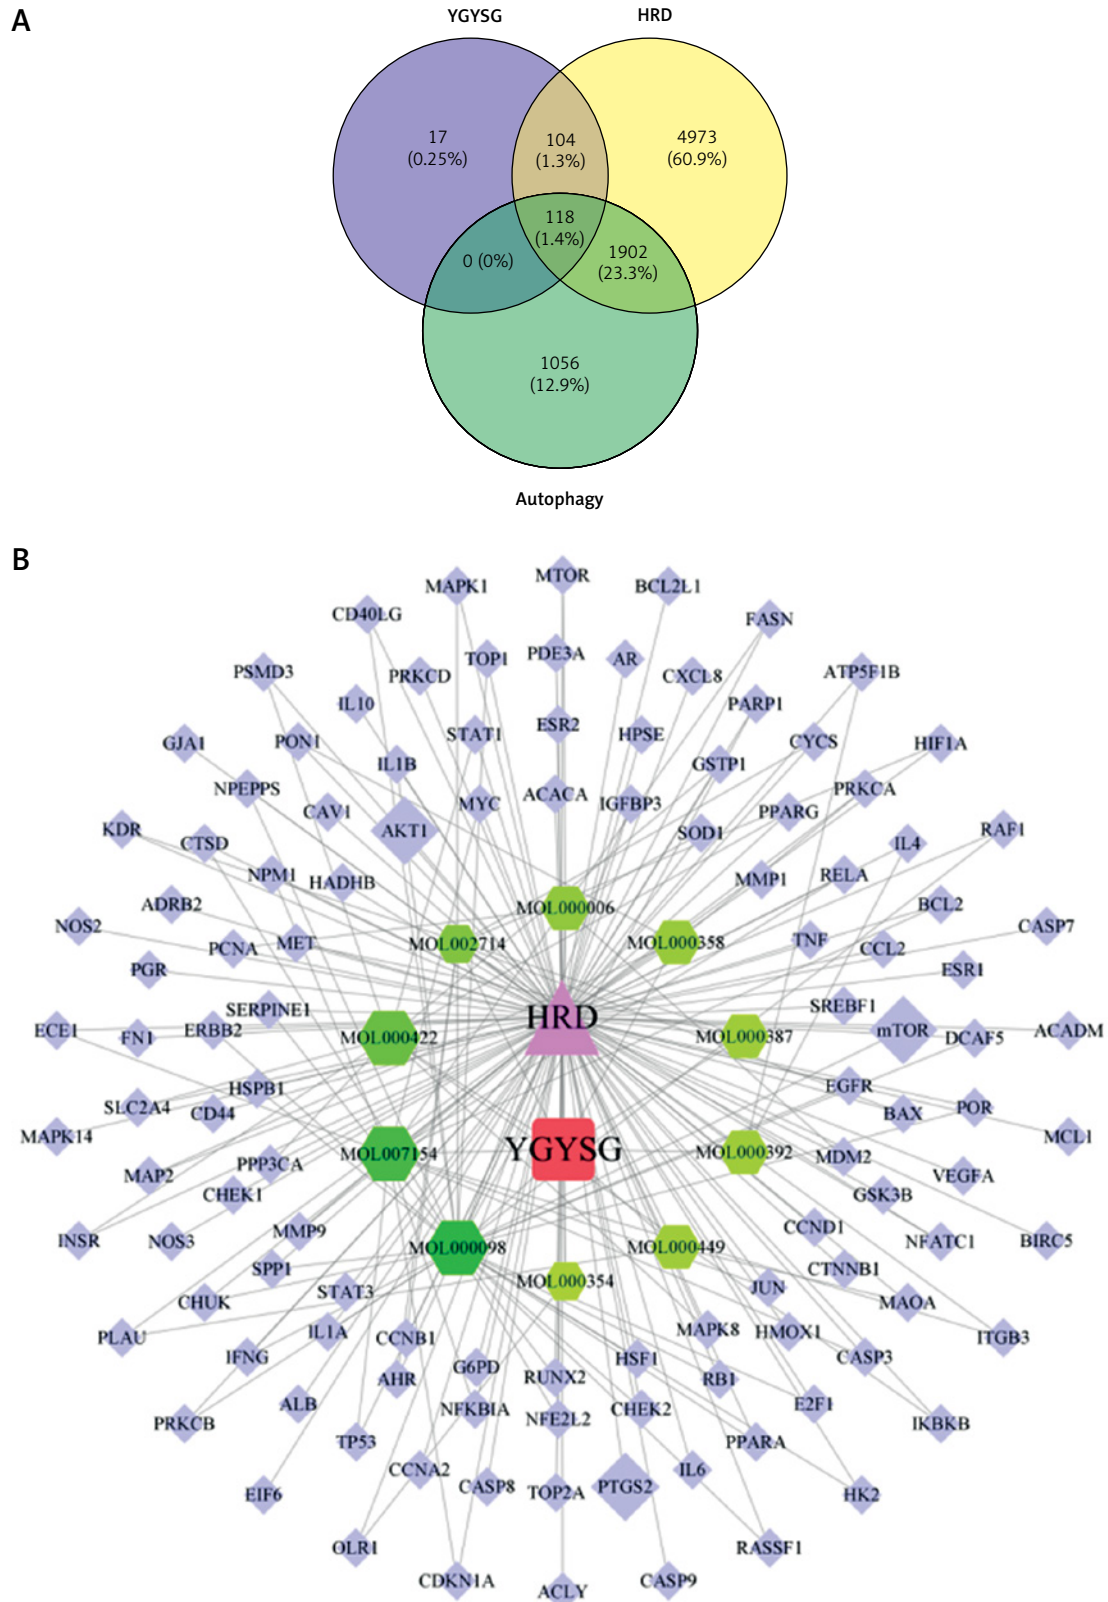 A
YGYSG
HRD
17
(0.25%)
104
(1.3%)
4973
(60.9%)
118
(1.4%)
0 (0%)
1902
(23.3%)
1056
(12.9%)
Autophagy
B
MTOR
MAPK1
BCL2L1
CD40LG
FASN
PDE3A
TOP1
AR
PSMD3
PRKCD
CXCL8
ATP5F1B
IL10
PARP1
ESR2
STAT1
HPSE
GJA1
PON1
CYCS
HIF1A
IL1B
GSTP1
NPEPPS
PRKCA
ACACA
MYC
IGFBP3
CAV1
PPARG
KDR
AKT1
SOD1
RAF1
CTSD
IL4
NPM1
HADHB
MMP1
RELA
ADRB2
MOL000006
BCL2
NOS2
CASP7
PCNA
MET
MOL002714
MOL000358
TNF
CCL2
PGR
ESR1
SERPINE1
SREBF1
HRD
ECE1
FN1
ERBB2
MOL000422
MOL000387
mTOR
DCAF5
ACADM
HSPB1
EGFR
SLC2A4
CD44
BAX
POR
MAPK14
MCL1
YGYSG
MOL007154
MOL000392
MDM2
PPP3CA
MAP2
VEGFA
CHEK1
GSK3B
MMP9
CCND1
INSR
NOS3
MOL000098
MOL000449
NFATC1
BIRC5
SPP1
CTNNB1
MOL000354
STAT3
JUN
CHUK
MAOA
PLAU
IL1A
CCNB1
MAPK8
HMOX1
ITGB3
IFNG
HSF1
CASP3
G6PD
AHR
RUNX2
RB1
ALB
E2F1
NFKBIA
NFE2L2
CHEK2
PRKCB
IKBKB
TP53
PPARA
CCNA2
IL6
CASP8
TOP2A
PTGS2
EIF6
HK2
OLR1
RASSF1
CDKN1A
ACLY
CASP9